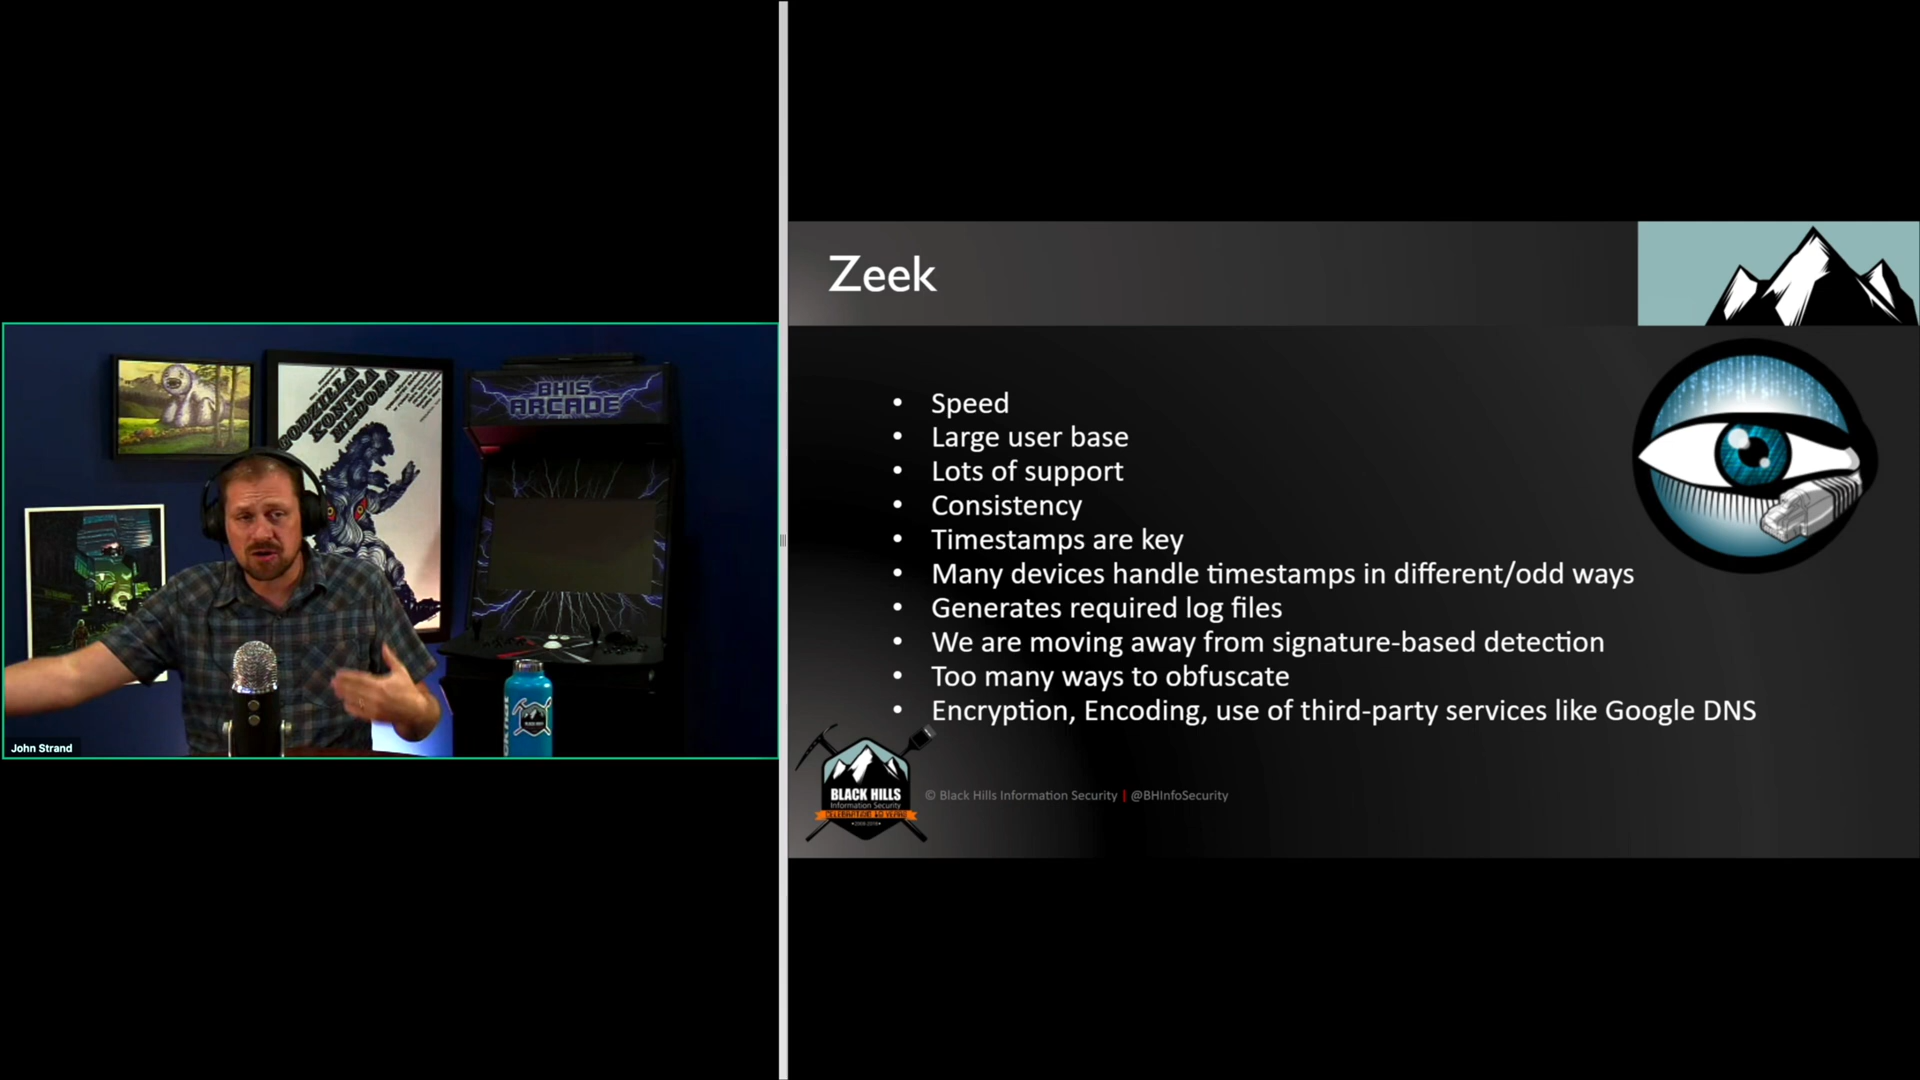 GODZILLA
KONTRA
HEDORA
BHIS
ARCADE
John Strand
Zeek
• Speed
• Large user base
• Lots of support
• Consistency
• Timestamps are key
• Many devices handle timestamps in different/odd ways
• Generates required log files
• We are moving away from signature-based detection
• Too many ways to obfuscate
• Encryption, Encoding, use of third-party services like Google DNS
BLACK HILLS
Information Security
© Black Hills Information Security | @BHInfoSecurity